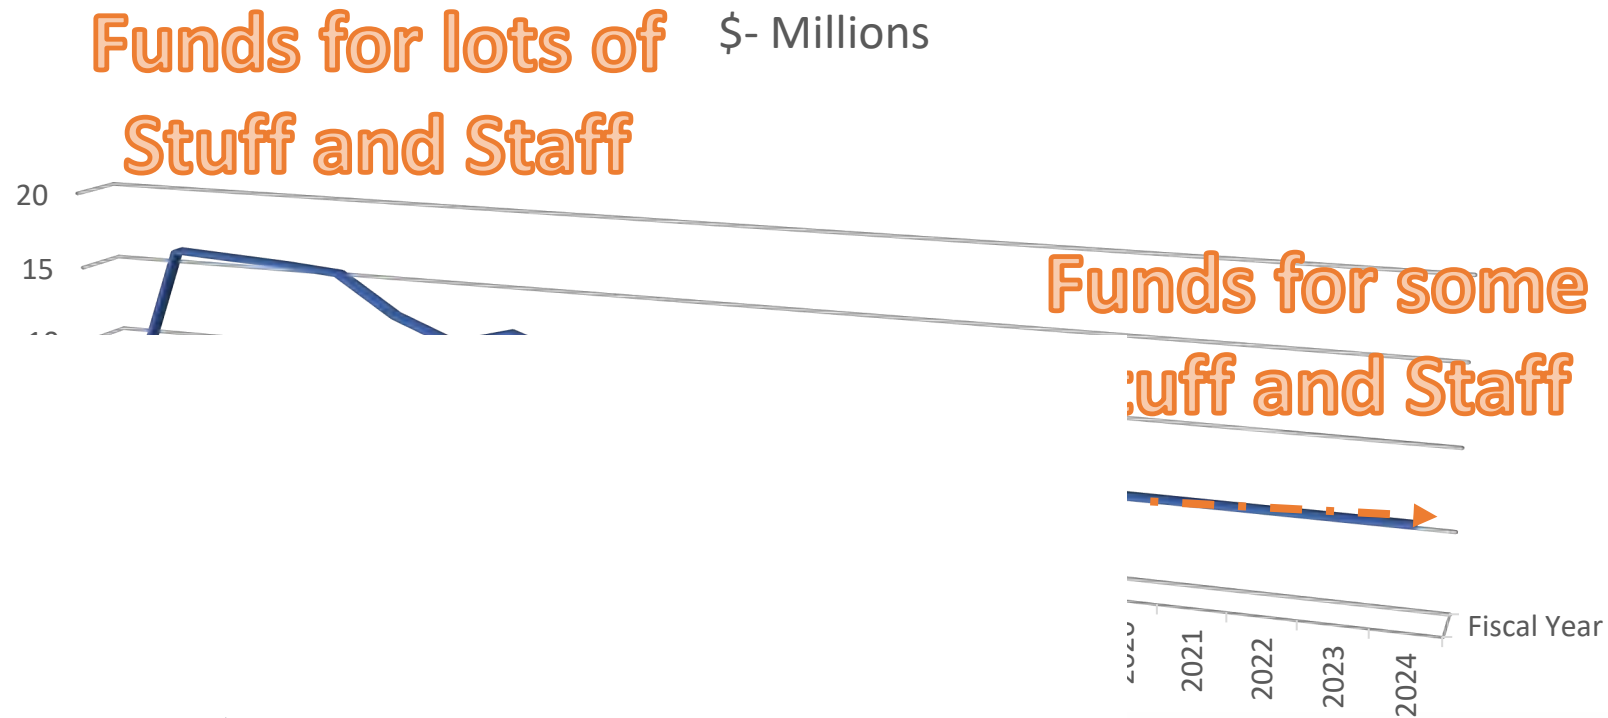 Funds for lots of
$- Millions
Stuff and Staff
20
15
Funds for some
and Staff
Fiscal Year
2021
2022
2023
2024